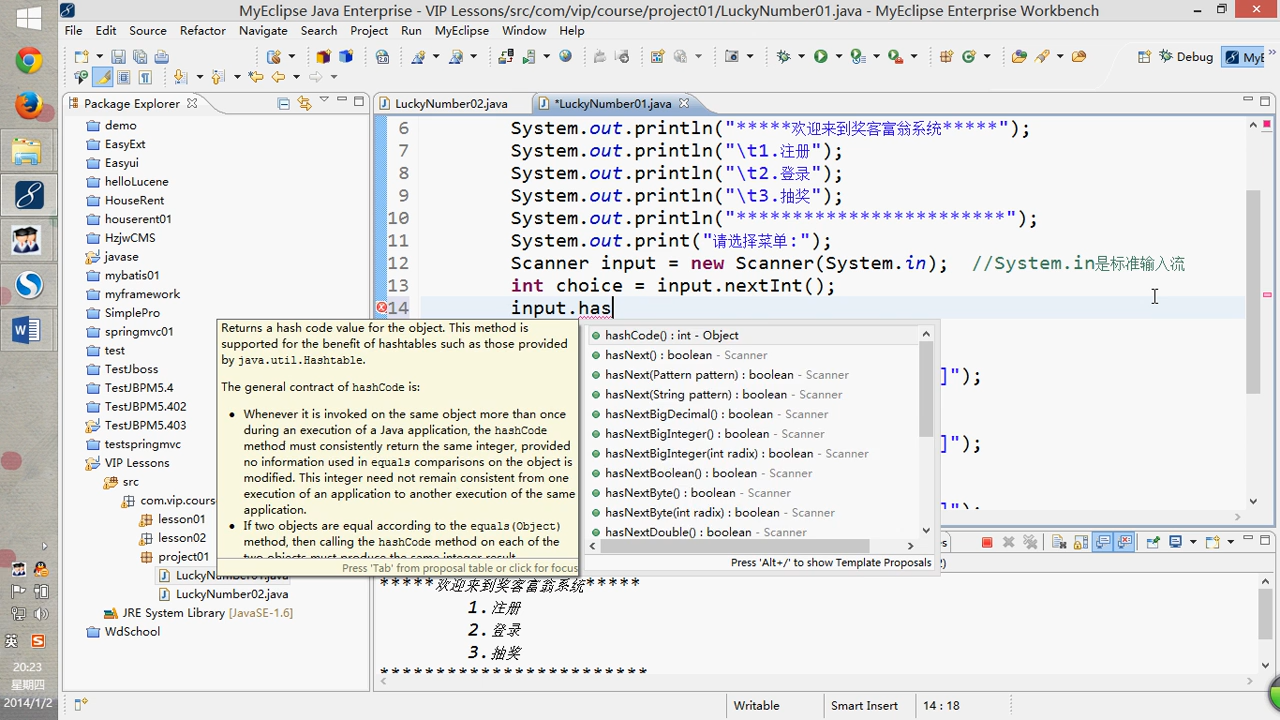 MyEclipse Java Enterprise - VIP Lessons/src/com/vip/course/project01/LuckyNumber01.java - MyEclipse Enterprise Workbench
File Edit Source Refactor Navigate Search Project Run MyEclipse Window Help
Debug
Package Explorer
LuckyNumber02.java
*LuckyNumber01.java
demo
EasyExt
Easyui
helloLucene
HouseRent
houserent01
HzjwCMS
javase
mybatis01
myframework
SimplePro
springmvc01
test
TestJboss
TestJBPM5.4
TestJBPM5.402
TestJBPM5.403
testspringmvc
VIP Lessons
src
com.vip.cours
lesson01
lesson02
project01
LuckyNumber01.java
LuckyNumber02.java
JRE System Library [JavaSE-1.6]
WdSchool
6 System.out.println("*****欢迎来到奖客富翁系统*****");
7 System.out.println("\t1.注册");
8 System.out.println("\t2.登录");
9 System.out.println("\t3.抽奖");
10 System.out.println("************************");
11 System.out.print("请选择菜单:");
12 Scanner input = new Scanner(System.in); //System.in是标准输入流
13 int choice = input.nextInt();
14 input.has
]");
]");
]");
Returns a hash code value for the object. This method is
supported for the benefit of hashtables such as those provided
by java.util.Hashtable.
The general contract of hashCode is:
• Whenever it is invoked on the same object more than once
during an execution of a Java application, the hashCode
method must consistently return the same integer, provided
no information used in equals comparisons on the object is
modified. This integer need not remain consistent from one
execution of an application to another execution of the same
application.
• If two objects are equal according to the equals(Object)
method, then calling the hashCode method on each of the
two objects must produce the same integer result.
Press 'Tab' from proposal table or click for focus
hashCode() : int - Object
hasNext() : boolean - Scanner
hasNext(Pattern pattern) : boolean - Scanner
hasNext(String pattern) : boolean - Scanner
hasNextBigDecimal() : boolean - Scanner
hasNextBigInteger() : boolean - Scanner
hasNextBigInteger(int radix) : boolean - Scanner
hasNextBoolean() : boolean - Scanner
hasNextByte() : boolean - Scanner
hasNextByte(int radix) : boolean - Scanner
hasNextDouble() : boolean - Scanner
Press 'Alt+/' to show Template Proposals
*****欢迎来到奖客富翁系统*****
1.注册
2.登录
3.抽奖
************************
Writable
Smart Insert
14 : 18
英
20:23
星期四
2014/1/2